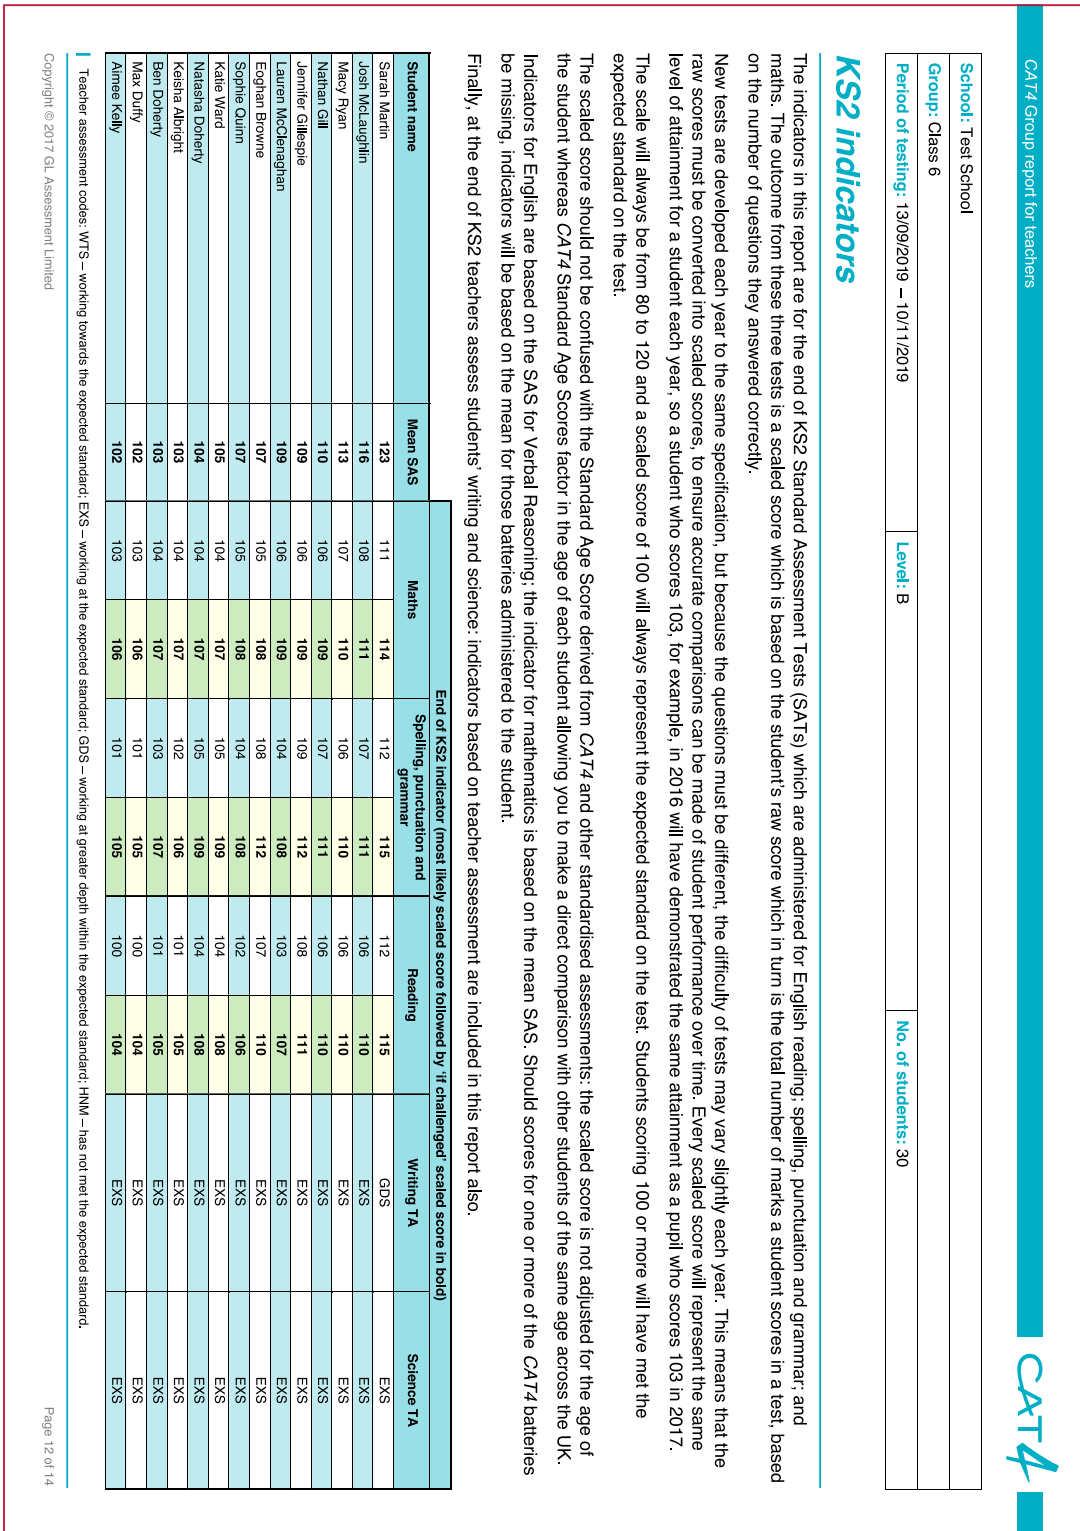 CAT4 Group report for teachers
CAT4
School: Test School
Group: Class 6
Period of testing: 13/09/2019 – 10/11/2019 Level: B No. of students: 30
KS2 indicators
The indicators in this report are for the end of KS2 Standard Assessment Tests (SATs) which are administered for English reading; spelling, punctuation and grammar; and
maths. The outcome from these three tests is a scaled score which is based on the student's raw score which in turn is the total number of marks a student scores in a test, based
on the number of questions they answered correctly.
New tests are developed each year to the same specification, but because the questions must be different, the difficulty of tests may vary slightly each year. This means that the
raw scores must be converted into scaled scores, to ensure accurate comparisons can be made of student performance over time. Every scaled score will represent the same
level of attainment for a student each year, so a student who scores 103, for example, in 2016 will have demonstrated the same attainment as a pupil who scores 103 in 2017.
The scale will always be from 80 to 120 and a scaled score of 100 will always represent the expected standard on the test. Students scoring 100 or more will have met the
expected standard on the test.
The scaled score should not be confused with the Standard Age Score derived from CAT4 and other standardised assessments: the scaled score is not adjusted for the age of
the student whereas CAT4 Standard Age Scores factor in the age of each student allowing you to make a direct comparison with other students of the same age across the UK.
Indicators for English are based on the SAS for Verbal Reasoning; the indicator for mathematics is based on the mean SAS. Should scores for one or more of the CAT4 batteries
be missing, indicators will be based on the mean for those batteries administered to the student.
Finally, at the end of KS2 teachers assess students' writing and science: indicators based on teacher assessment are included in this report also.
End of KS2 indicator (most likely scaled score followed by 'if challenged' scaled score in bold)
Student name Mean SAS Maths Spelling, punctuation and grammar Reading Writing TA Science TA
Sarah Martin 123 111 114 112 115 112 115 GDS EXS
Josh McLaughlin 116 108 111 107 111 106 110 EXS EXS
Macy Ryan 113 107 110 106 110 106 110 EXS EXS
Nathan Gill 110 106 109 107 111 106 110 EXS EXS
Jennifer Gillespie 109 106 109 109 112 108 111 EXS EXS
Lauren McClenaghan 109 106 109 104 108 103 107 EXS EXS
Eoghan Browne 107 105 108 108 112 107 110 EXS EXS
Sophie Quinn 107 105 108 104 108 102 106 EXS EXS
Katie Ward 105 104 107 105 109 104 108 EXS EXS
Natasha Doherty 104 104 107 105 109 104 108 EXS EXS
Keisha Albright 103 104 107 102 106 101 105 EXS EXS
Ben Doherty 103 104 107 103 107 101 105 EXS EXS
Max Duffy 102 103 106 101 105 100 104 EXS EXS
Aimee Kelly 102 103 106 101 105 100 104 EXS EXS
Teacher assessment codes: WTS – working towards the expected standard; EXS – working at the expected standard; GDS – working at greater depth within the expected standard; HNM – has not met the expected standard.
Copyright © 2017 GL Assessment Limited Page 12 of 14